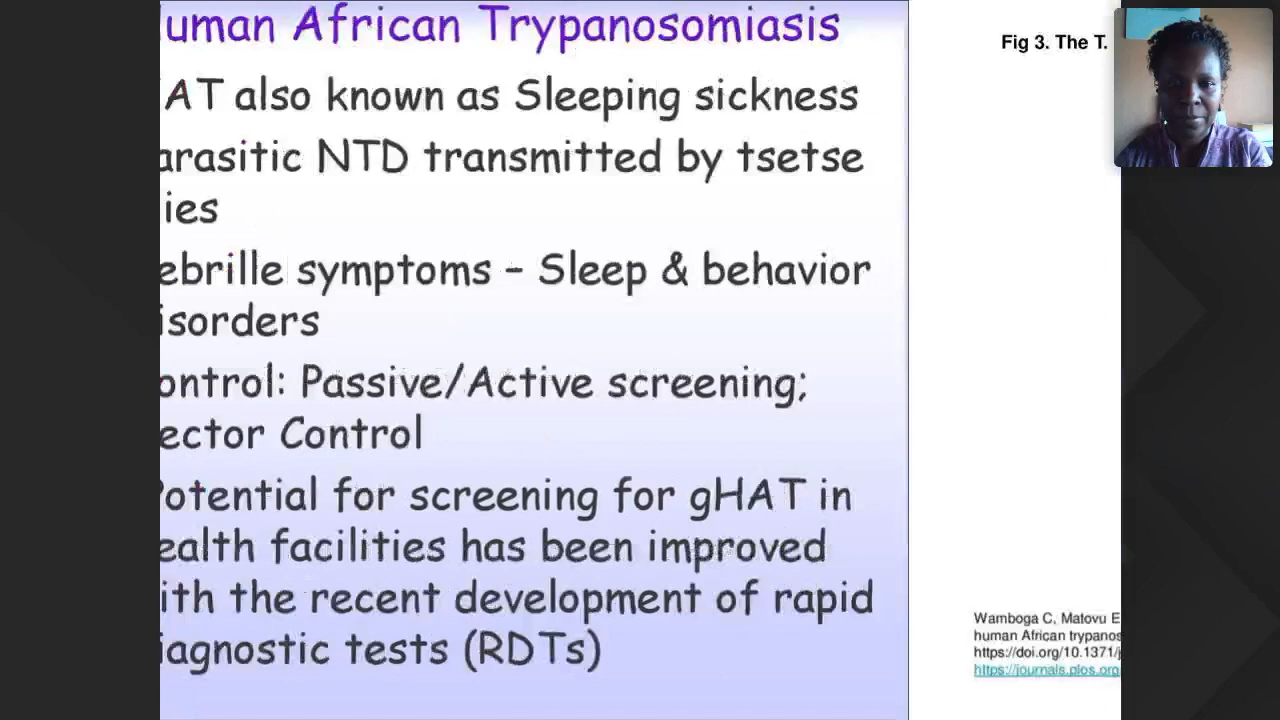 uman African Trypanosomiasis
AT also known as Sleeping sickness
arasitic NTD transmitted by tsetse
ies
ebrille symptoms – Sleep & behavior
isorders
ontrol: Passive/Active screening;
ector Control
Potential for screening for gHAT in
ealth facilities has been improved
ith the recent development of rapid
iagnostic tests (RDTs)
Fig 3. The T.
Wamboga C, Matovu E
human African trypanos
https://doi.org/10.1371/j
https://journals.plos.org